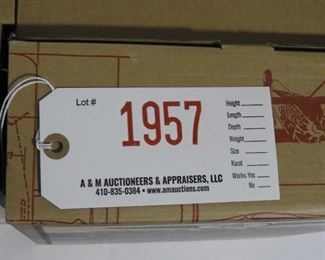 Lot #
1957
Height
Length
Depth
Weight
Size
Karat
Works: Yes
No
A & M AUCTIONEERS & APPRAISERS, LLC
410-835-0384 • www.amauctions.com